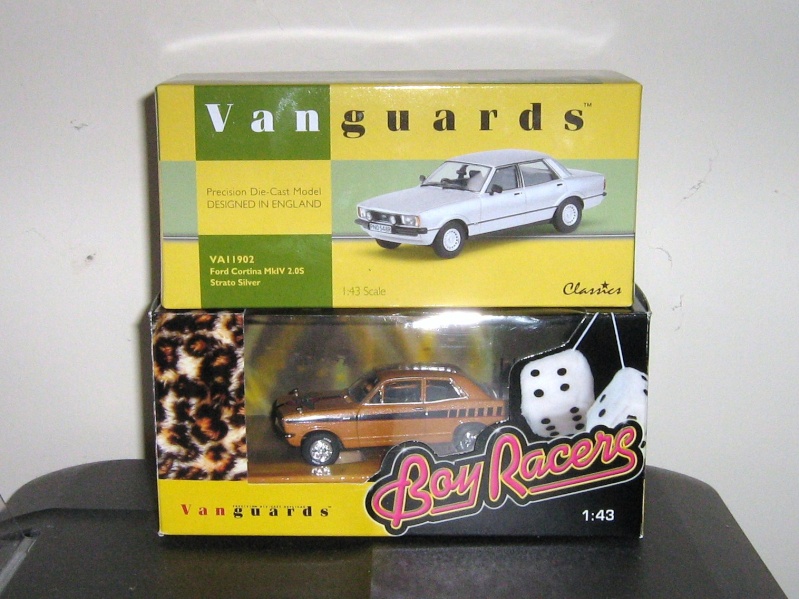 Vanguards™
Precision Die-Cast Model
DESIGNED IN ENGLAND
VA11902
Ford Cortina MkIV 2.0S
Strato Silver
1:43 Scale
Classics
Boy Racers
Vanguards
1:43